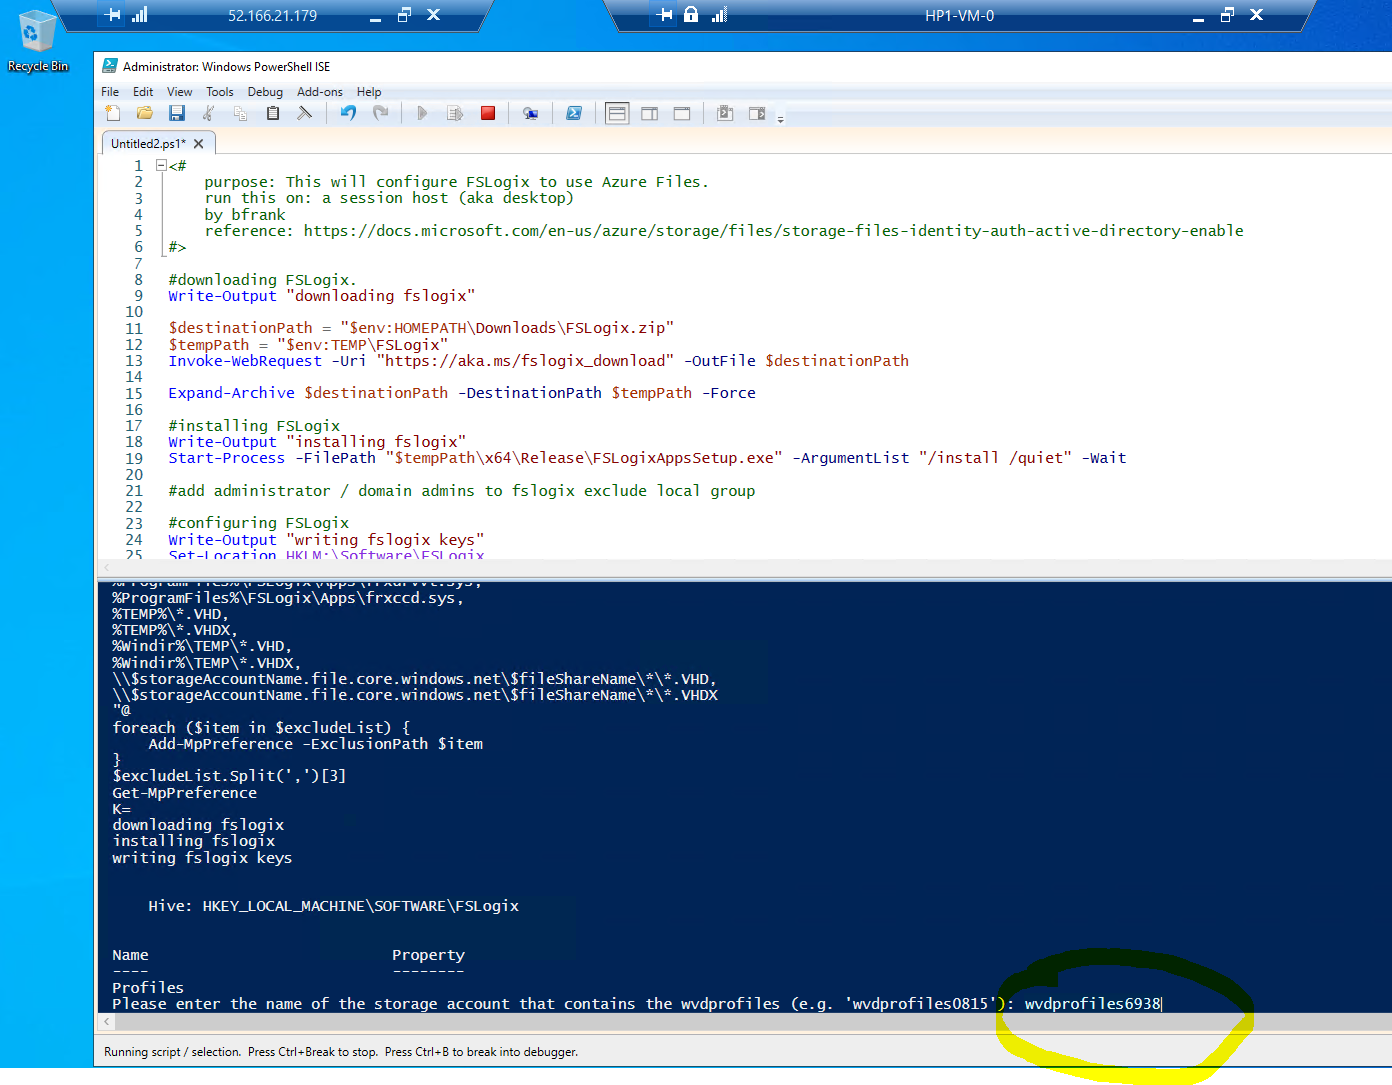 52.166.21.179
HP1-VM-0
Recycle Bin
Administrator: Windows PowerShell ISE
File Edit View Tools Debug Add-ons Help
Untitled2.ps1*
1 <#
2 purpose: This will configure FSLogix to use Azure Files.
3 run this on: a session host (aka desktop)
4 by bfrank
5 reference: https://docs.microsoft.com/en-us/azure/storage/files/storage-files-identity-auth-active-directory-enable
6 #>
7
8 #downloading FSLogix.
9 Write-Output "downloading fslogix"
10
11 $destinationPath = "$env:HOMEPATH\Downloads\FSLogix.zip"
12 $tempPath = "$env:TEMP\FSLogix"
13 Invoke-WebRequest -Uri "https://aka.ms/fslogix_download" -OutFile $destinationPath
14
15 Expand-Archive $destinationPath -DestinationPath $tempPath -Force
16
17 #installing FSLogix
18 Write-Output "installing fslogix"
19 Start-Process -FilePath "$tempPath\x64\Release\FSLogixAppsSetup.exe" -ArgumentList "/install /quiet" -Wait
20
21 #add administrator / domain admins to fslogix exclude local group
22
23 #configuring FSLogix
24 Write-Output "writing fslogix keys"
25 Set-Location HKLM:\Software\FSLogix
%ProgramFiles%\FSLogix\Apps\frxdrvvt.sys,
%ProgramFiles%\FSLogix\Apps\frxccd.sys,
%TEMP%\*.VHD,
%TEMP%\*.VHDX,
%Windir%\TEMP\*.VHD,
%Windir%\TEMP\*.VHDX,
\\$storageAccountName.file.core.windows.net\$fileShareName\*\*.VHD,
\\$storageAccountName.file.core.windows.net\$fileShareName\*\*.VHDX
"@
foreach ($item in $excludeList) {
Add-MpPreference -ExclusionPath $item
}
$excludeList.Split(',')[3]
Get-MpPreference
K=
downloading fslogix
installing fslogix
writing fslogix keys
Hive: HKEY_LOCAL_MACHINE\SOFTWARE\FSLogix
Name Property
---- --------
Profiles
Please enter the name of the storage account that contains the wvdprofiles (e.g. 'wvdprofiles0815'): wvdprofiles6938
Running script / selection. Press Ctrl+Break to stop. Press Ctrl+B to break into debugger.